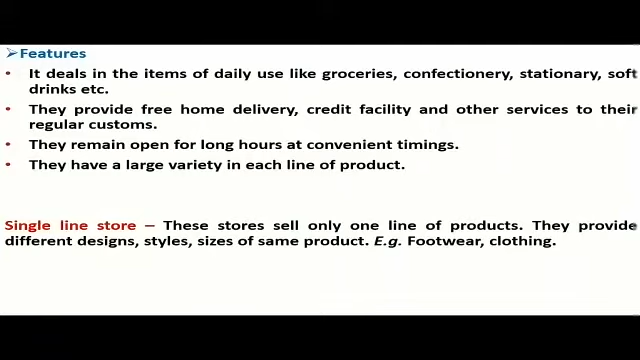 ➢Features
• It deals in the items of daily use like groceries, confectionery, stationary, soft
drinks etc.
• They provide free home delivery, credit facility and other services to their
regular customs.
• They remain open for long hours at convenient timings.
• They have a large variety in each line of product.
Single line store – These stores sell only one line of products. They provide
different designs, styles, sizes of same product. E.g. Footwear, clothing.